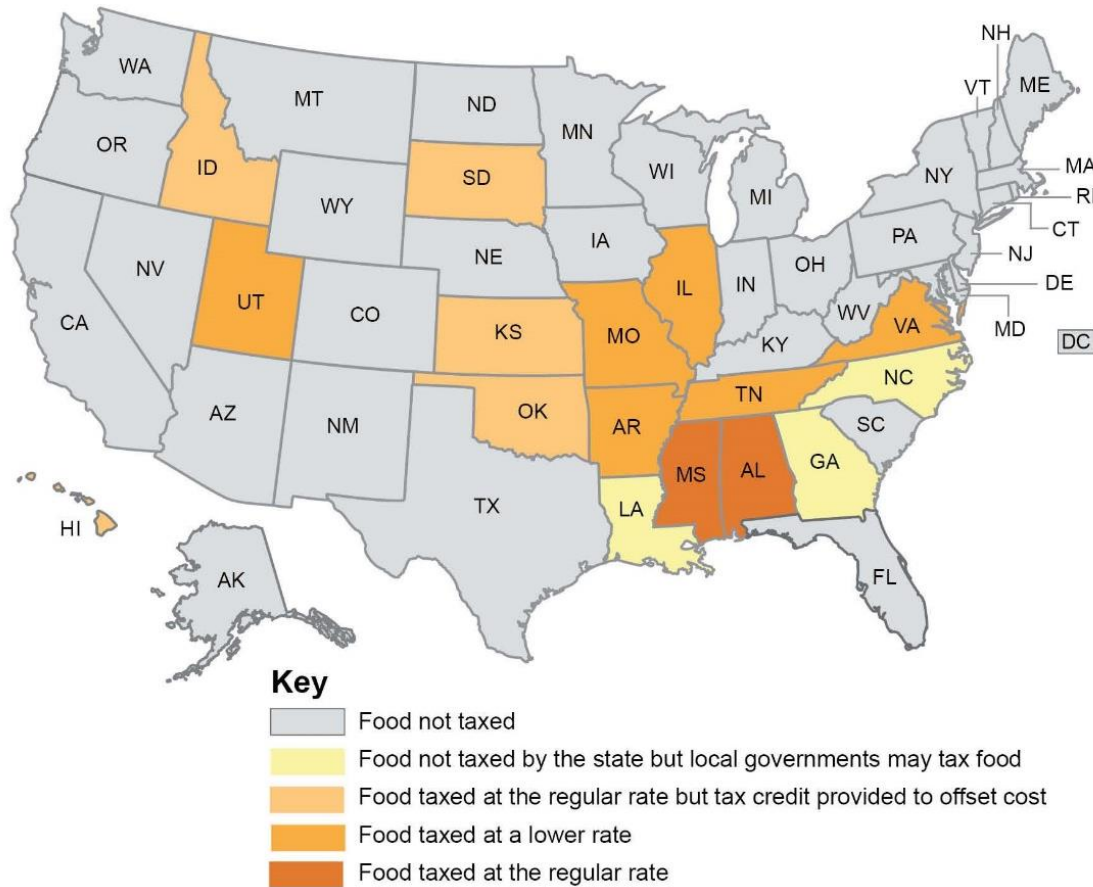 NH
WA
VT
ME
MT
ND
MN
OR
ID
SD
WI
NY
MA
WY
MI
RI
CT
IA
PA
NE
NJ
NV
OH
UT
IL
IN
DE
CA
CO
WV
VA
MD
KS
MO
KY
DC
NC
TN
OK
AZ
NM
AR
SC
MS
AL
GA
TX
LA
HI
AK
FL
Key
Food not taxed
Food not taxed by the state but local governments may tax food
Food taxed at the regular rate but tax credit provided to offset cost
Food taxed at a lower rate
Food taxed at the regular rate